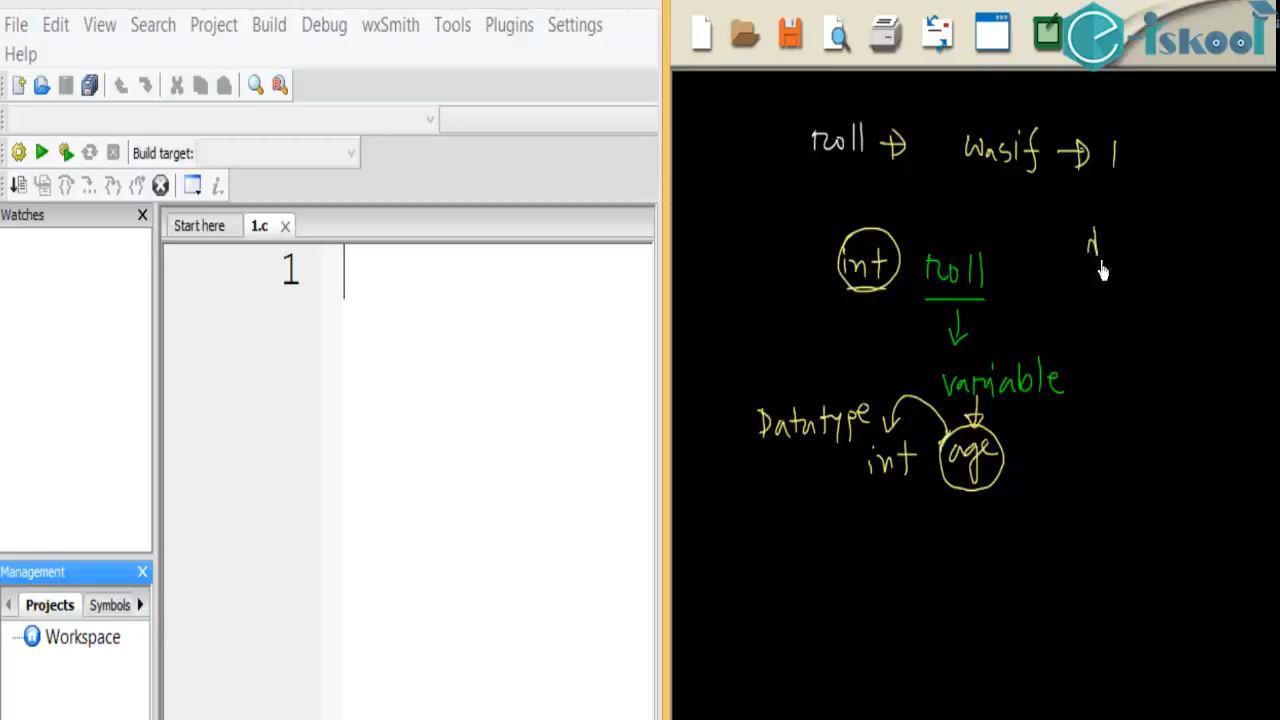 File Edit View Search Project Build Debug wxSmith Tools Plugins Settings
Help
Build target:
Watches X
Start here 1.c
1
Management X
Projects Symbols
Workspace
e-iskool
roll → wasif → 1
int roll
variable
Datatype
int age